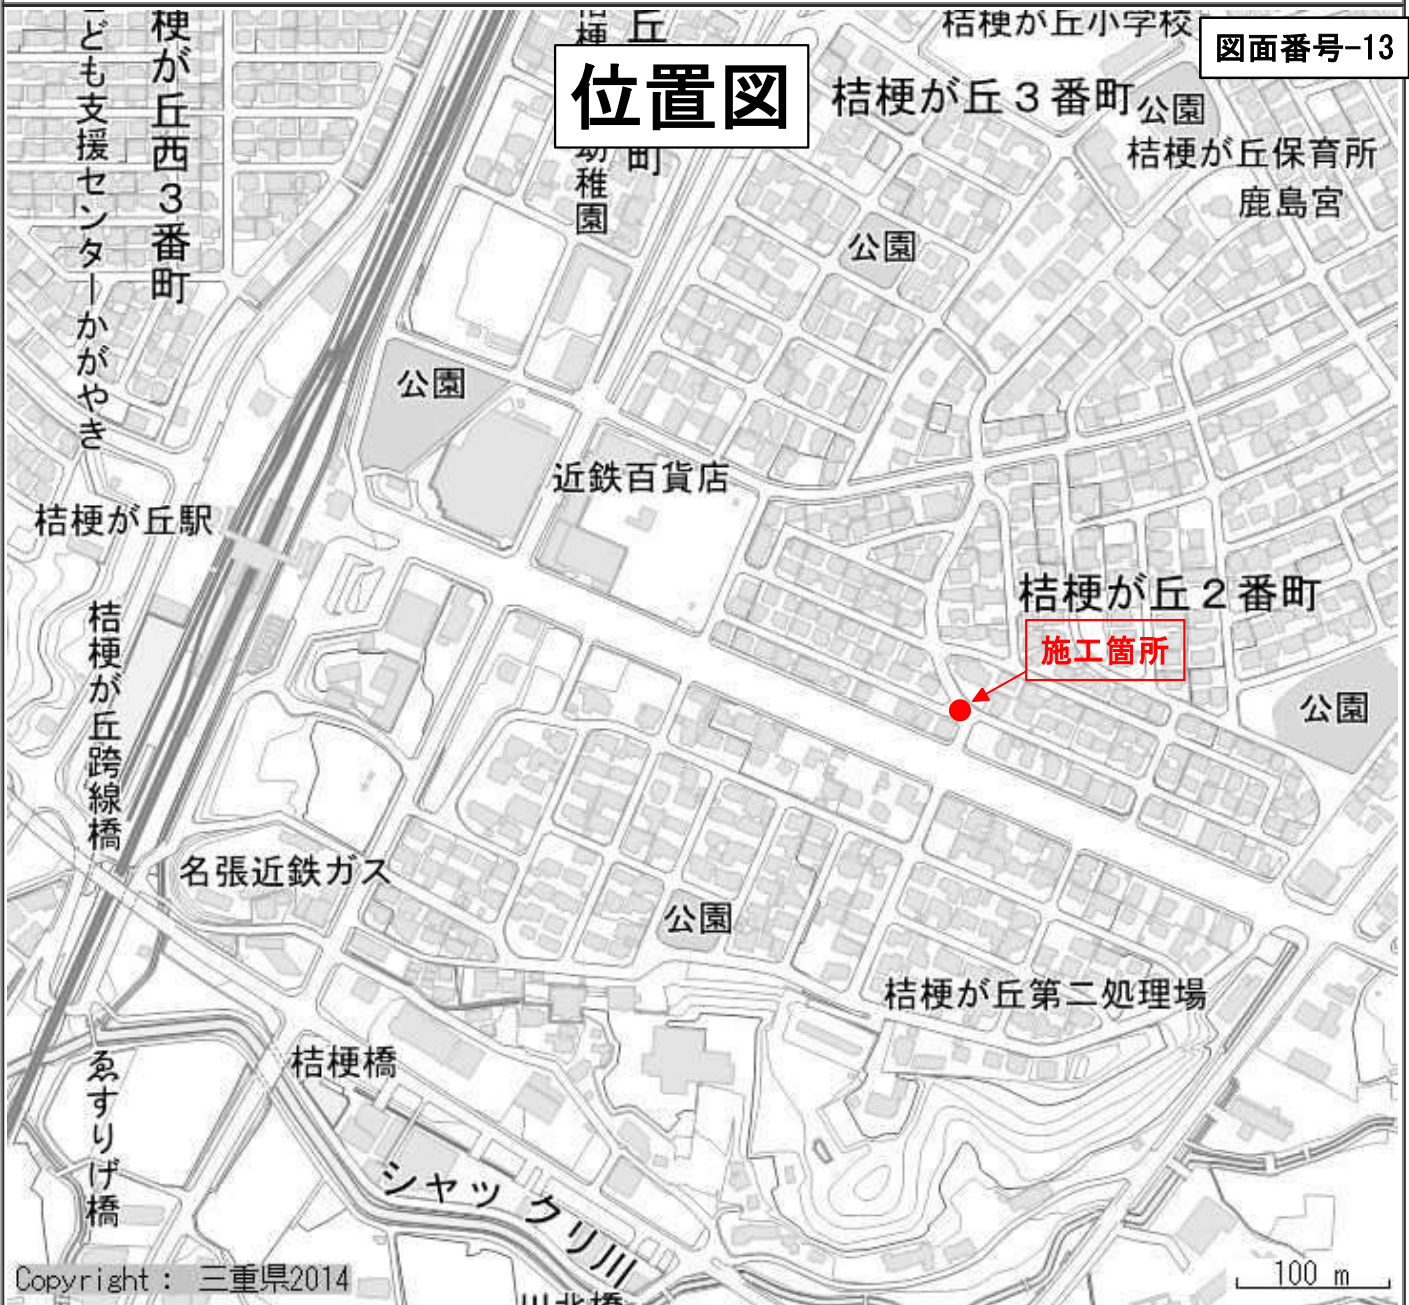 桔梗が丘小学校
図面番号-13
位置図
桔梗が丘３番町
公園
桔梗が丘保育所
鹿島宮
公園
梗が丘西３番町
ども支援センターかがやき
幼稚園
丘
町
公園
近鉄百貨店
桔梗が丘駅
桔梗が丘２番町
施工箇所
公園
桔梗が丘跨線橋
名張近鉄ガス
公園
桔梗が丘第二処理場
桔梗橋
ゑすりげ橋
シャックリ川
Copyright : 三重県2014
100 m